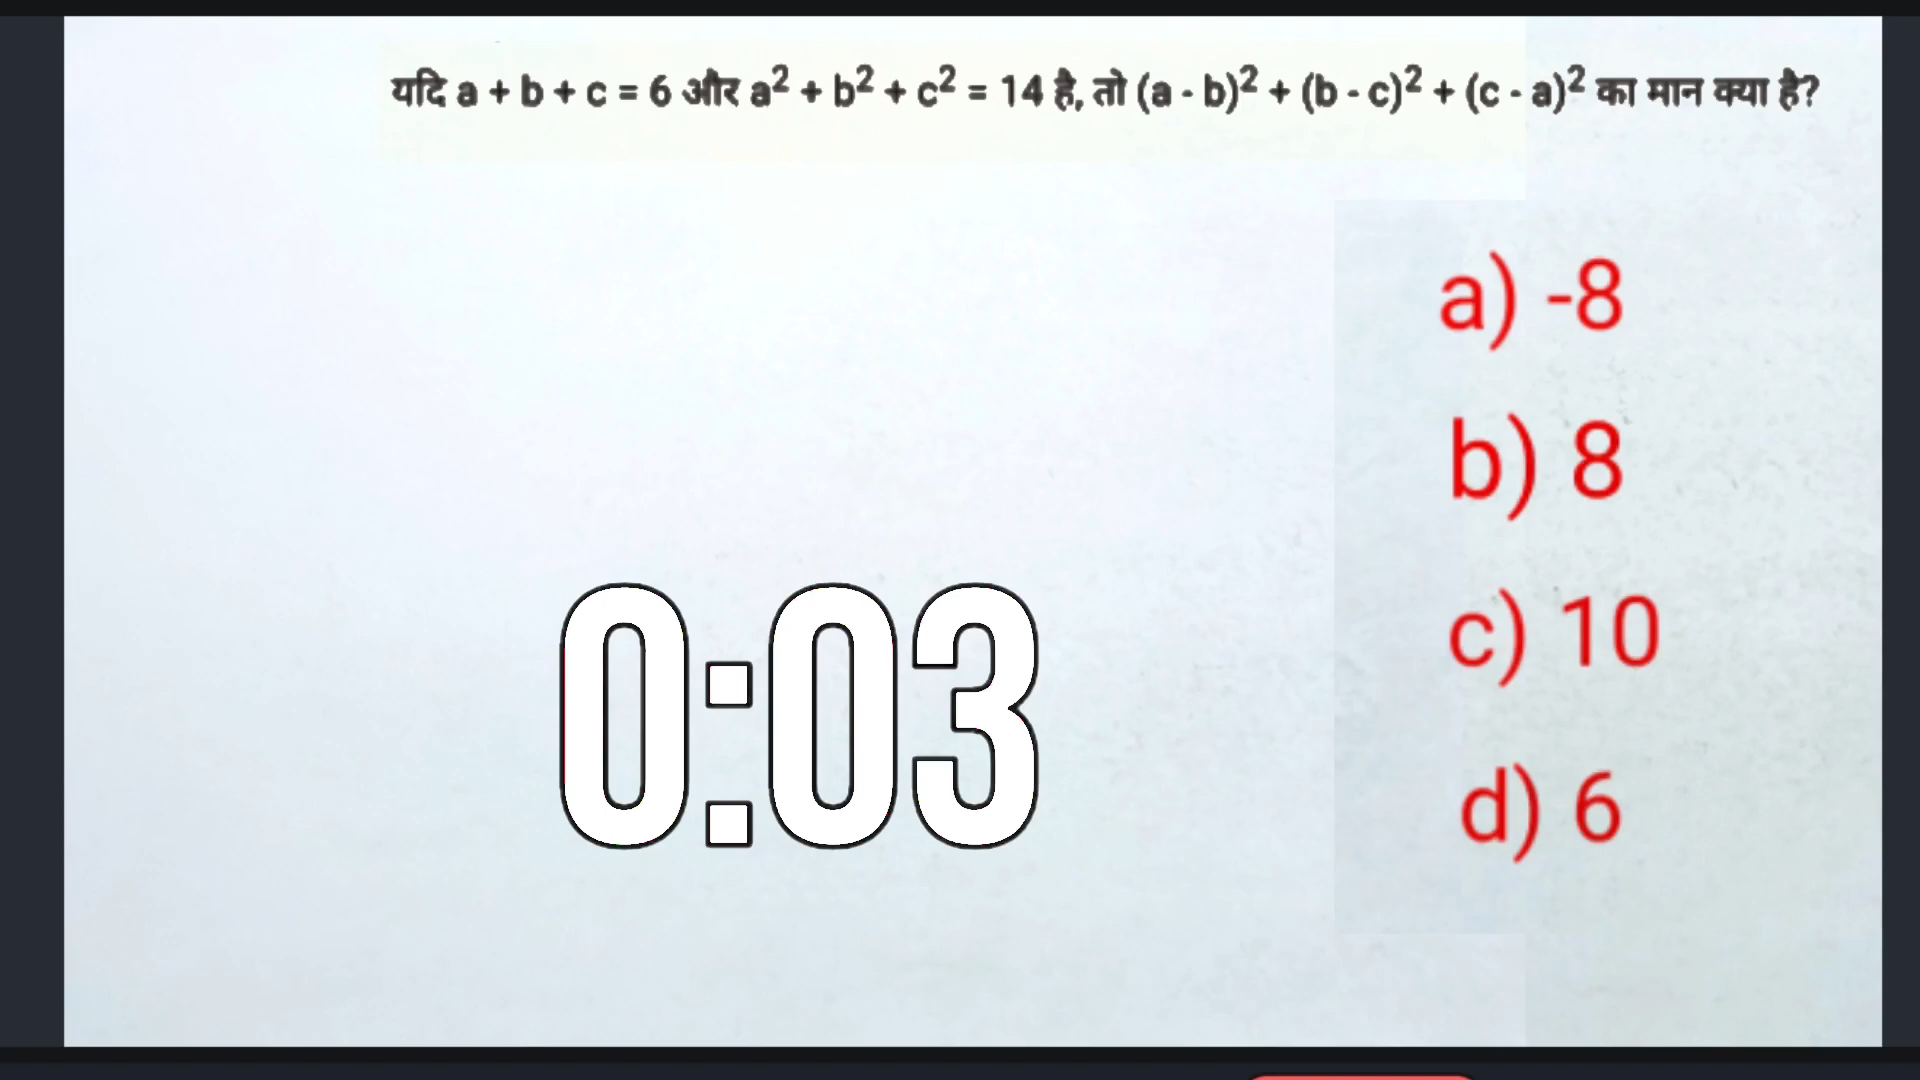 यदि a + b + c = 6 और a² + b² + c² = 14 है, तो (a - b)² + (b - c)² + (c - a)² का मान क्या है?
a) -8
b) 8
c) 10
d) 6
0:03